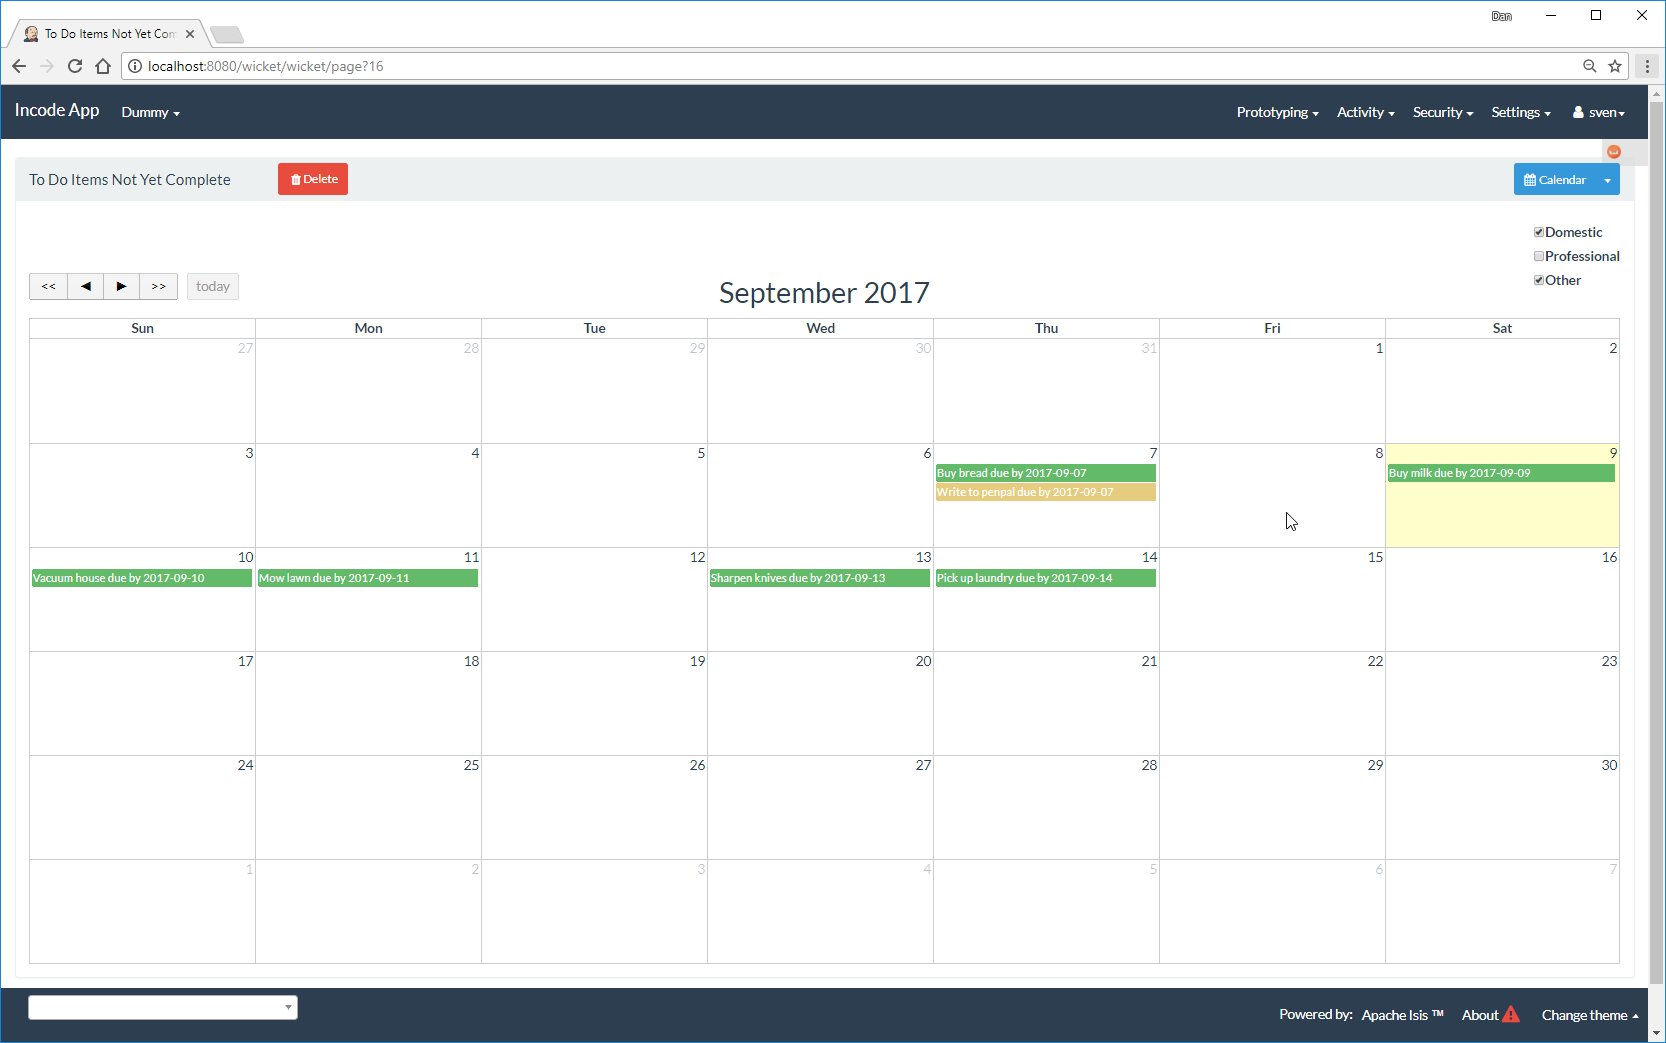 Dan
To Do Items Not Yet Com
localhost:8080/wicket/wicket/page?16
Incode App Dummy Prototyping Activity Security Settings sven
To Do Items Not Yet Complete Delete Calendar
Domestic
Professional
Other
<< ◀ ▶ >> today
September 2017
Sun Mon Tue Wed Thu Fri Sat
27 28 29 30 31 1 2
3 4 5 6 7 8 9
Buy bread due by 2017-09-07 Buy milk due by 2017-09-09
Write to penpal due by 2017-09-07
10 11 12 13 14 15 16
Vacuum house due by 2017-09-10 Mow lawn due by 2017-09-11 Sharpen knives due by 2017-09-13 Pick up laundry due by 2017-09-14
17 18 19 20 21 22 23
24 25 26 27 28 29 30
1 2 3 4 5 6 7
Powered by: Apache Isis ™ About Change theme